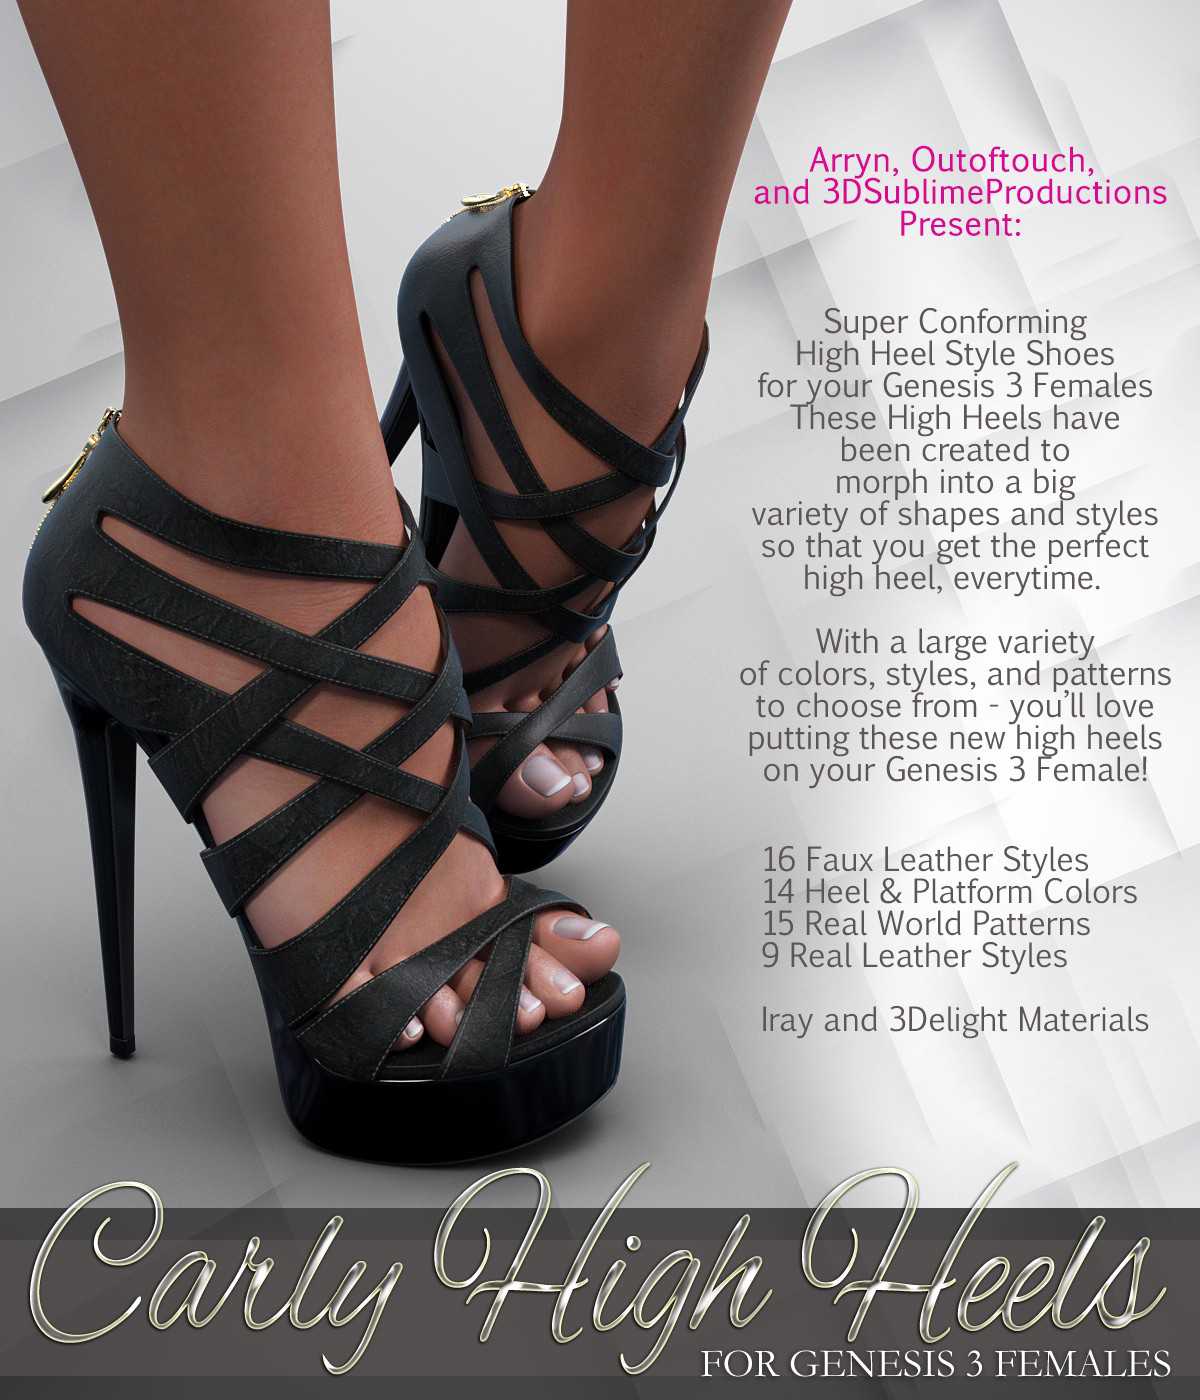 Arryn, Outoftouch,
and 3DSublimeProductions
Present:
Super Conforming
High Heel Style Shoes
for your Genesis 3 Females
These High Heels have
been created to
morph into a big
variety of shapes and styles
so that you get the perfect
high heel, everytime.
With a large variety
of colors, styles, and patterns
to choose from - you'll love
putting these new high heels
on your Genesis 3 Female!
16 Faux Leather Styles
14 Heel & Platform Colors
15 Real World Patterns
9 Real Leather Styles
Iray and 3Delight Materials
Carly High Heels
FOR GENESIS 3 FEMALES